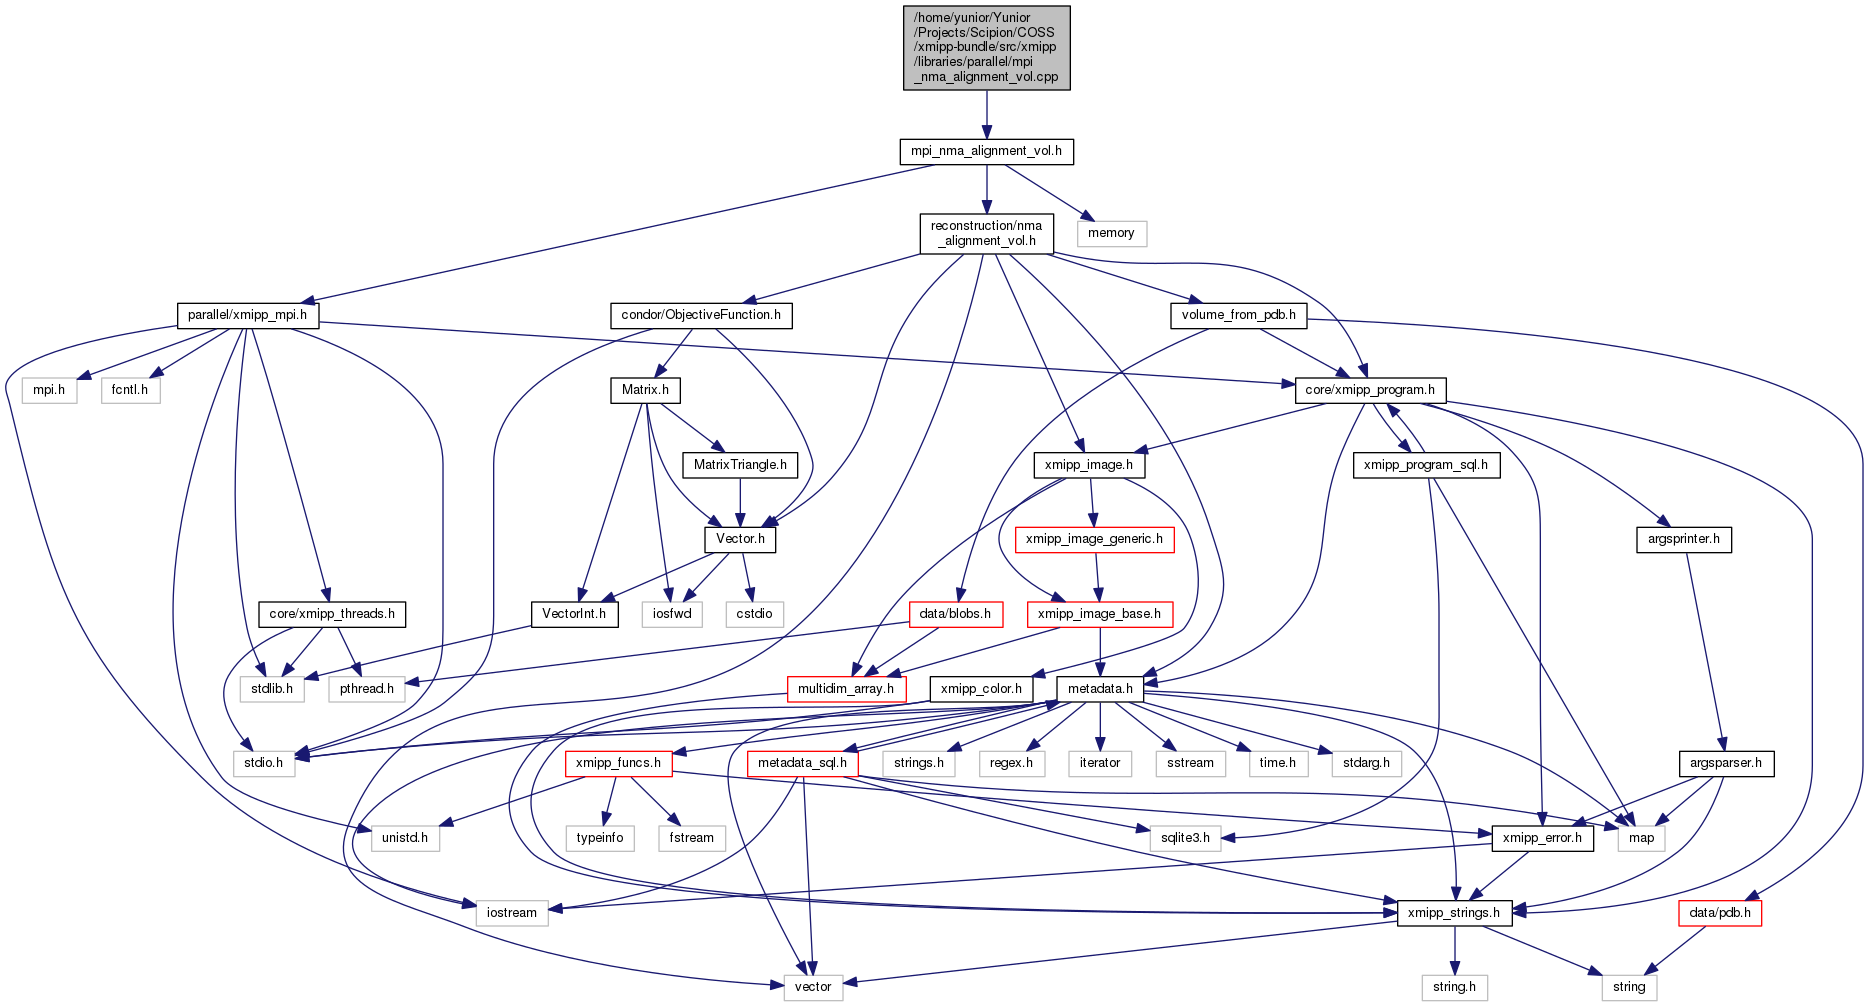 /home/yunior/Yunior
/Projects/Scipion/COSS
/xmipp-bundle/src/xmipp
/libraries/parallel/mpi
_nma_alignment_vol.cpp
mpi_nma_alignment_vol.h
reconstruction/nma
_alignment_vol.h
memory
parallel/xmipp_mpi.h
condor/ObjectiveFunction.h
volume_from_pdb.h
mpi.h
fcntl.h
Matrix.h
core/xmipp_program.h
MatrixTriangle.h
xmipp_image.h
xmipp_program_sql.h
Vector.h
xmipp_image_generic.h
argsprinter.h
core/xmipp_threads.h
VectorInt.h
iosfwd
cstdio
data/blobs.h
xmipp_image_base.h
stdlib.h
pthread.h
multidim_array.h
xmipp_color.h
metadata.h
stdio.h
xmipp_funcs.h
metadata_sql.h
strings.h
regex.h
iterator
sstream
time.h
stdarg.h
argsparser.h
unistd.h
typeinfo
fstream
sqlite3.h
xmipp_error.h
map
iostream
xmipp_strings.h
data/pdb.h
vector
string.h
string